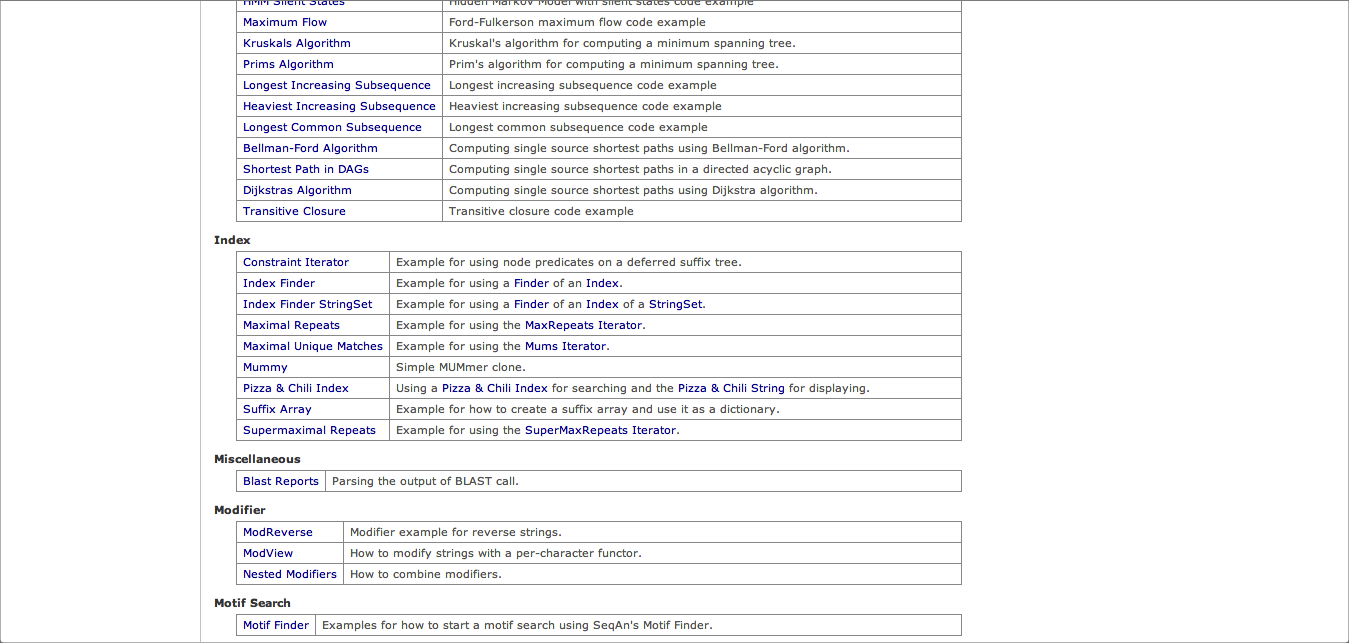 HMM Silent States Hidden Markov Model with silent states code example
Maximum Flow Ford-Fulkerson maximum flow code example
Kruskals Algorithm Kruskal's algorithm for computing a minimum spanning tree.
Prims Algorithm Prim's algorithm for computing a minimum spanning tree.
Longest Increasing Subsequence Longest increasing subsequence code example
Heaviest Increasing Subsequence Heaviest increasing subsequence code example
Longest Common Subsequence Longest common subsequence code example
Bellman-Ford Algorithm Computing single source shortest paths using Bellman-Ford algorithm.
Shortest Path in DAGs Computing single source shortest paths in a directed acyclic graph.
Dijkstras Algorithm Computing single source shortest paths using Dijkstra algorithm.
Transitive Closure Transitive closure code example
Index
Constraint Iterator Example for using node predicates on a deferred suffix tree.
Index Finder Example for using a Finder of an Index.
Index Finder StringSet Example for using a Finder of an Index of a StringSet.
Maximal Repeats Example for using the MaxRepeats Iterator.
Maximal Unique Matches Example for using the Mums Iterator.
Mummy Simple MUMmer clone.
Pizza & Chili Index Using a Pizza & Chili Index for searching and the Pizza & Chili String for displaying.
Suffix Array Example for how to create a suffix array and use it as a dictionary.
Supermaximal Repeats Example for using the SuperMaxRepeats Iterator.
Miscellaneous
Blast Reports Parsing the output of BLAST call.
Modifier
ModReverse Modifier example for reverse strings.
ModView How to modify strings with a per-character functor.
Nested Modifiers How to combine modifiers.
Motif Search
Motif Finder Examples for how to start a motif search using SeqAn's Motif Finder.